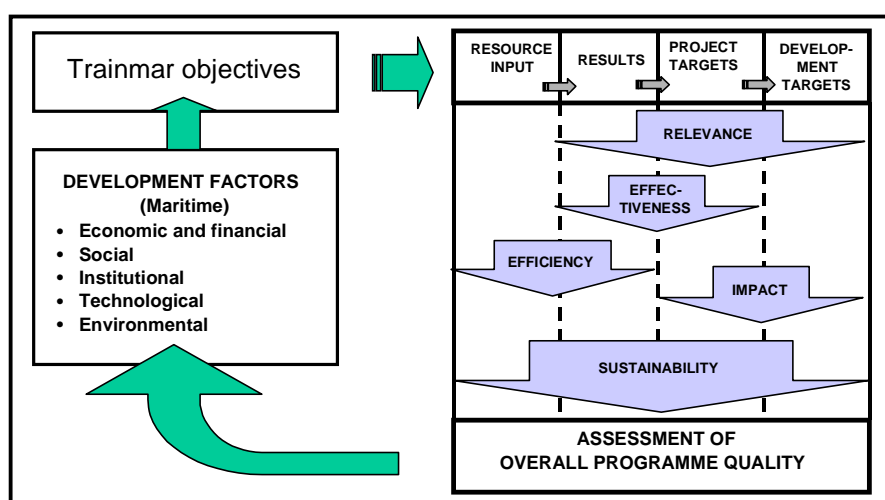 Trainmar objectives
DEVELOPMENT FACTORS
(Maritime)
• Economic and financial
• Social
• Institutional
• Technological
• Environmental
RESOURCE
INPUT
RESULTS
PROJECT
TARGETS
DEVELOP-
MENT
TARGETS
RELEVANCE
EFFEC-
TIVENESS
EFFICIENCY
IMPACT
SUSTAINABILITY
ASSESSMENT OF
OVERALL PROGRAMME QUALITY